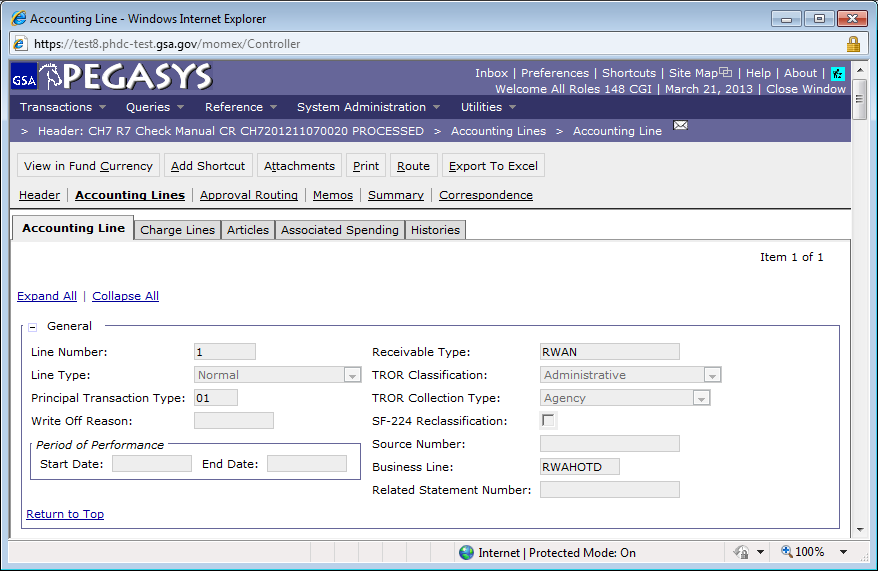 Accounting Line - Windows Internet Explorer
https://test8.phdc-test.gsa.gov/momex/Controller
GSA PEGASYS
Inbox | Preferences | Shortcuts | Site Map | Help | About |
Welcome All Roles 148 CGI | March 21, 2013 | Close Window
Transactions Queries Reference System Administration Utilities
> Header: CH7 R7 Check Manual CR CH7201211070020 PROCESSED > Accounting Lines > Accounting Line
View in Fund Currency Add Shortcut Attachments Print Route Export To Excel
Header | Accounting Lines | Approval Routing | Memos | Summary | Correspondence
Accounting Line Charge Lines Articles Associated Spending Histories
Item 1 of 1
Expand All | Collapse All
General
Line Number: 1 Receivable Type: RWAN
Line Type: Normal TROR Classification: Administrative
Principal Transaction Type: 01 TROR Collection Type: Agency
Write Off Reason: SF-224 Reclassification:
Period of Performance Source Number:
Start Date: End Date: Business Line: RWAHOTD
Related Statement Number:
Return to Top
Internet | Protected Mode: On 100%